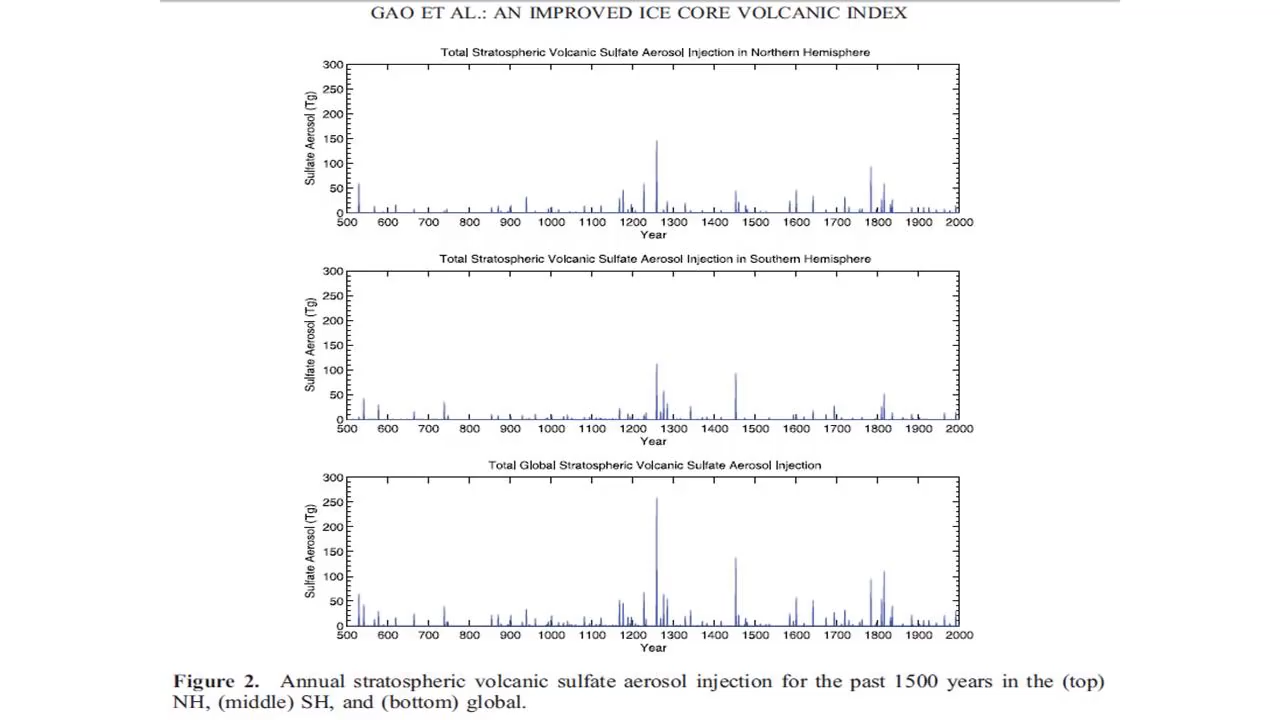 GAO ET AL.: AN IMPROVED ICE CORE VOLCANIC INDEX
Total Stratospheric Volcanic Sulfate Aerosol Injection in Northern Hemisphere
300
250
200
150
100
50
0
Sulfate Aerosol (Tg)
500 600 700 800 900 1000 1100 1200 1300 1400 1500 1600 1700 1800 1900 2000
Year
Total Stratospheric Volcanic Sulfate Aerosol Injection in Southern Hemisphere
300
250
200
150
100
50
0
Sulfate Aerosol (Tg)
500 600 700 800 900 1000 1100 1200 1300 1400 1500 1600 1700 1800 1900 2000
Year
Total Global Stratospheric Volcanic Sulfate Aerosol Injection
300
250
200
150
100
50
0
Sulfate Aerosol (Tg)
500 600 700 800 900 1000 1100 1200 1300 1400 1500 1600 1700 1800 1900 2000
Year
Figure 2. Annual stratospheric volcanic sulfate aerosol injection for the past 1500 years in the (top)
NH, (middle) SH, and (bottom) global.